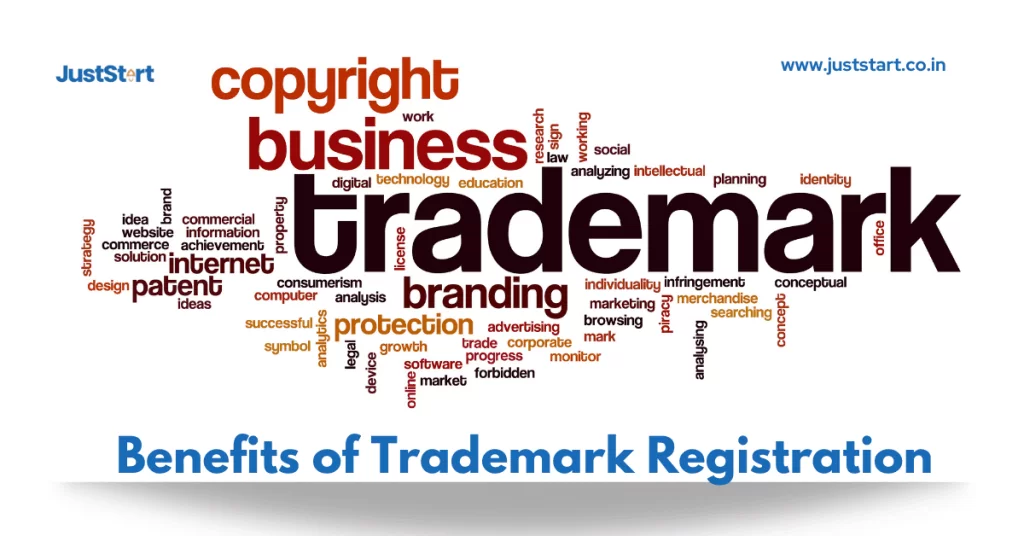 JustStart
www.juststart.co.in
copyright
work
business
research
sign
law
working
social
analyzing
intellectual
digital
technology
education
planning
identity
trademark
brand
idea
website
commerce
solution
commercial
information
achievement
property
strategy
internet
license
office
design
patent
ideas
consumerism
computer
analysis
branding
individuality
infringement
conceptual
marketing
browsing
mark
piracy
merchandise
searching
concept
analysing
successful
symbol
analytics
protection
advertising
legal
growth
trade
corporate
device
software
progress
monitor
online
market
forbidden
Benefits of Trademark Registration